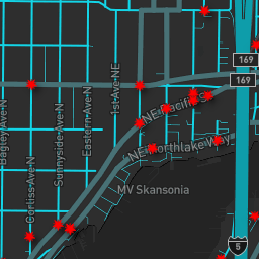 169
169
1st Ave NE
NE Pacific S
Eastern Ave N
Sunnyside Ave N
Bagley Ave N
NE Northlake Way
Corliss Ave N
MV Skansonia
5